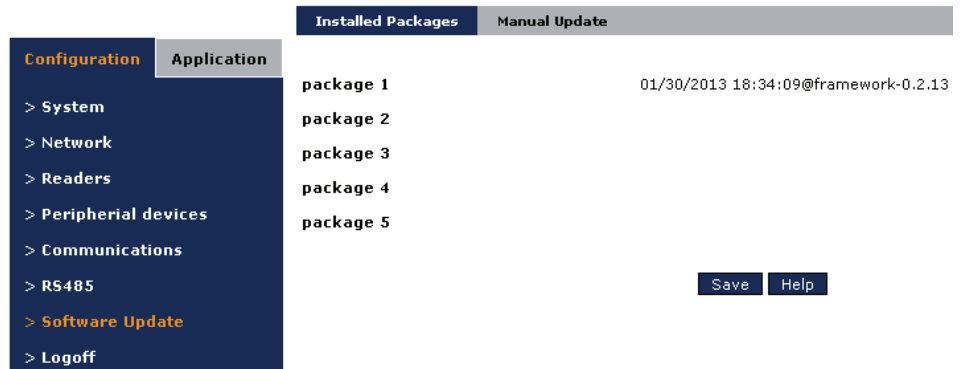 Installed Packages Manual Update
Configuration Application
> System
> Network
> Readers
> Peripherial devices
> Communications
> RS485
> Software Update
> Logoff
package 1 01/30/2013 18:34:09@framework-0.2.13
package 2
package 3
package 4
package 5
Save Help